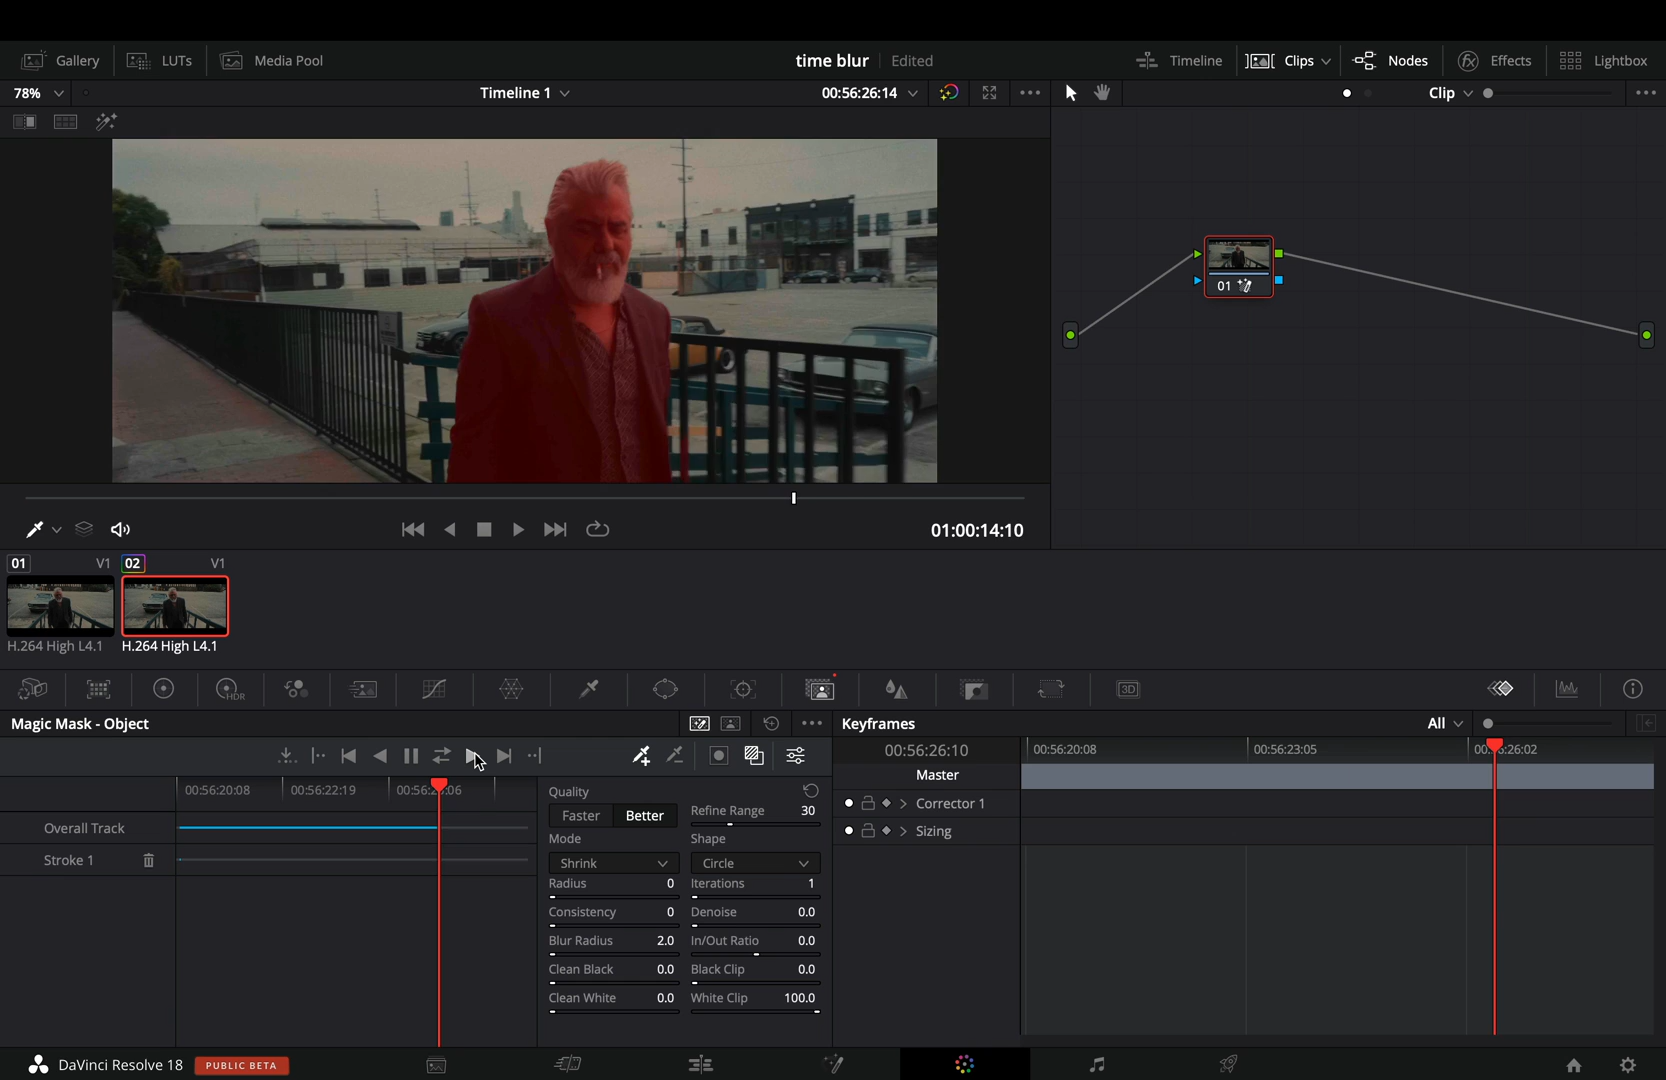 Gallery LUTs Media Pool time blur Edited Timeline Clips Nodes Effects Lightbox
78% Timeline 1 00:56:26:14 Clip
01:00:14:10
01 V1 02 V1
01
H.264 High L4.1 H.264 High L4.1
HDR 3D
Magic Mask - Object Keyframes All
00:56:26:10 00:56:20:08 00:56:23:05 :26:02
Master
Corrector 1
Sizing
00:56:20:08 00:56:22:19 :06
Overall Track
Stroke 1
Quality
Faster Better Refine Range 30
Mode Shape
Shrink Circle
Radius 0 Iterations 1
Consistency 0 Denoise 0.0
Blur Radius 2.0 In/Out Ratio 0.0
Clean Black 0.0 Black Clip 0.0
Clean White 0.0 White Clip 100.0
DaVinci Resolve 18 PUBLIC BETA